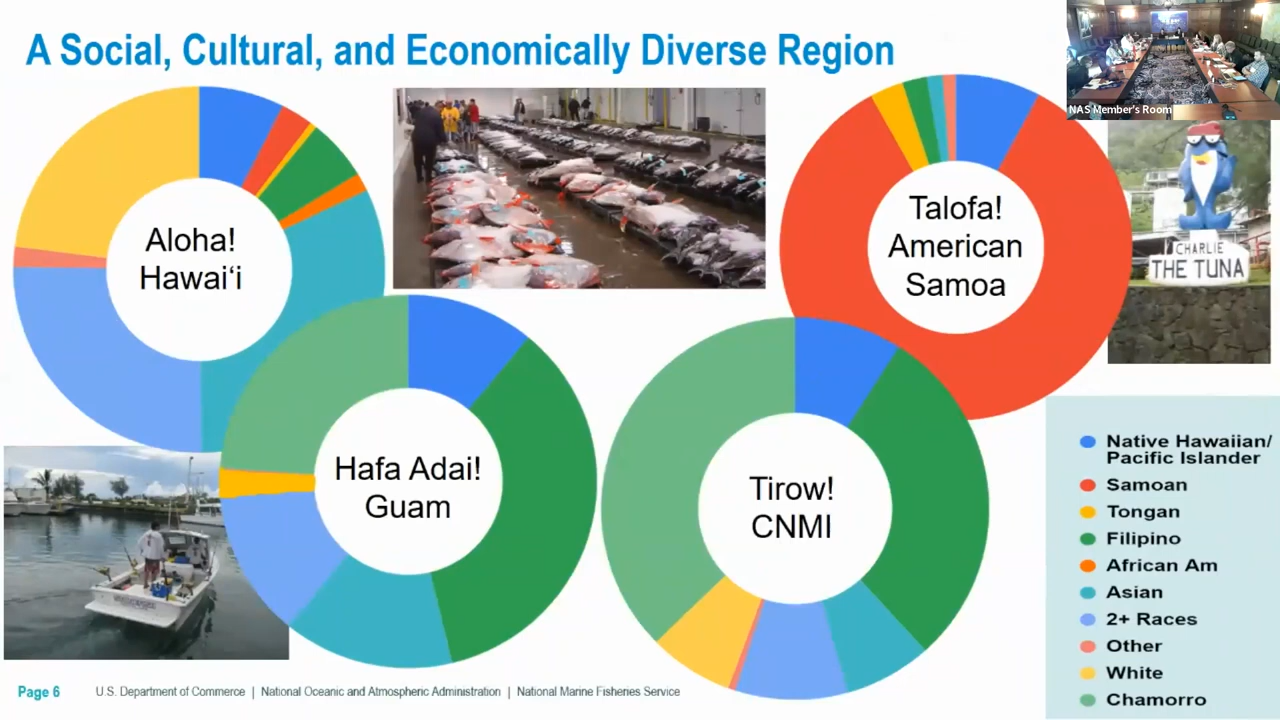 A Social, Cultural, and Economically Diverse Region
NAS Member's Room
Aloha!
Hawaiʻi
Talofa!
American
Samoa
CHARLIE
THE TUNA
Hafa Adai!
Guam
Tirow!
CNMI
Native Hawaiian/
Pacific Islander
Samoan
Tongan
Filipino
African Am
Asian
2+ Races
Other
White
Chamorro
Page 6
U.S. Department of Commerce | National Oceanic and Atmospheric Administration | National Marine Fisheries Service